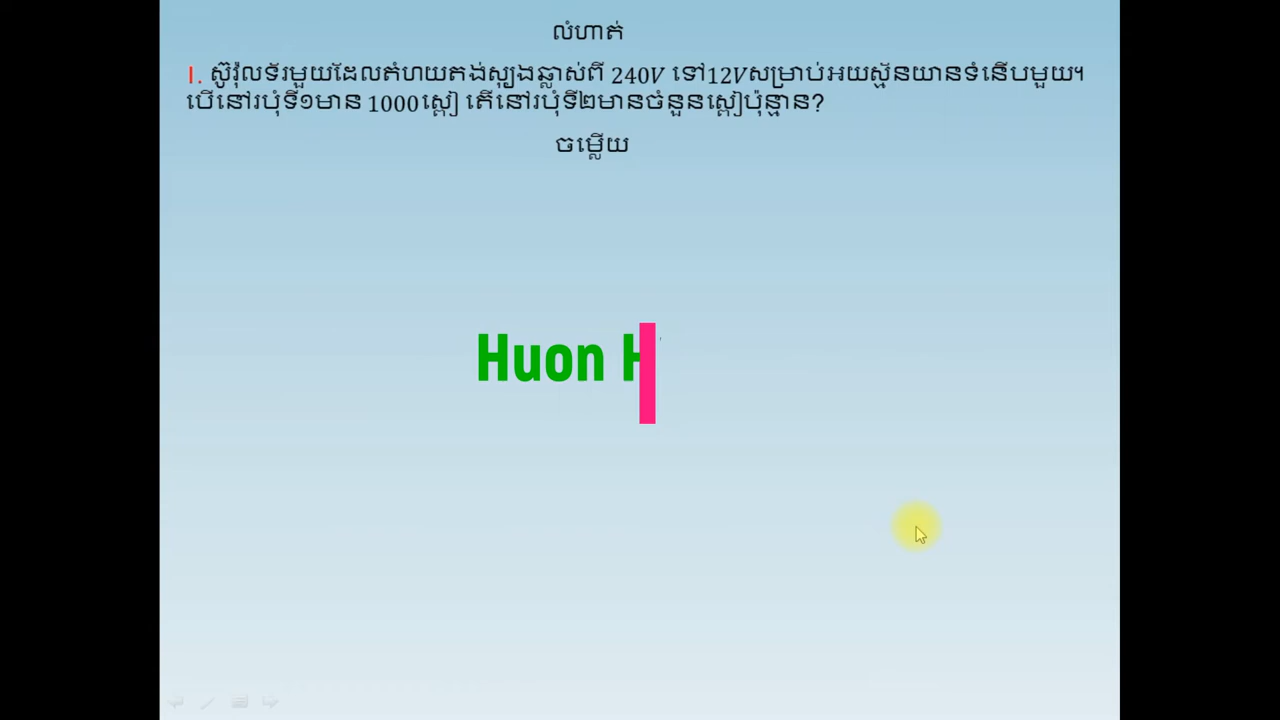 លំហាត់
I. ស៊ូវ៉ុលទ័រមួយដែលតំហយតង់ស្យុងឆ្លាស់ពី 240V ទៅ12Vសម្រាប់អយស្ម័នយានទំនើបមួយ។
បើនៅរបុំទី១មាន 1000ស្ពៀ តើនៅរបុំទី២មានចំនួនស្ពៀប៉ុន្មាន?
ចម្លើយ
Huon H